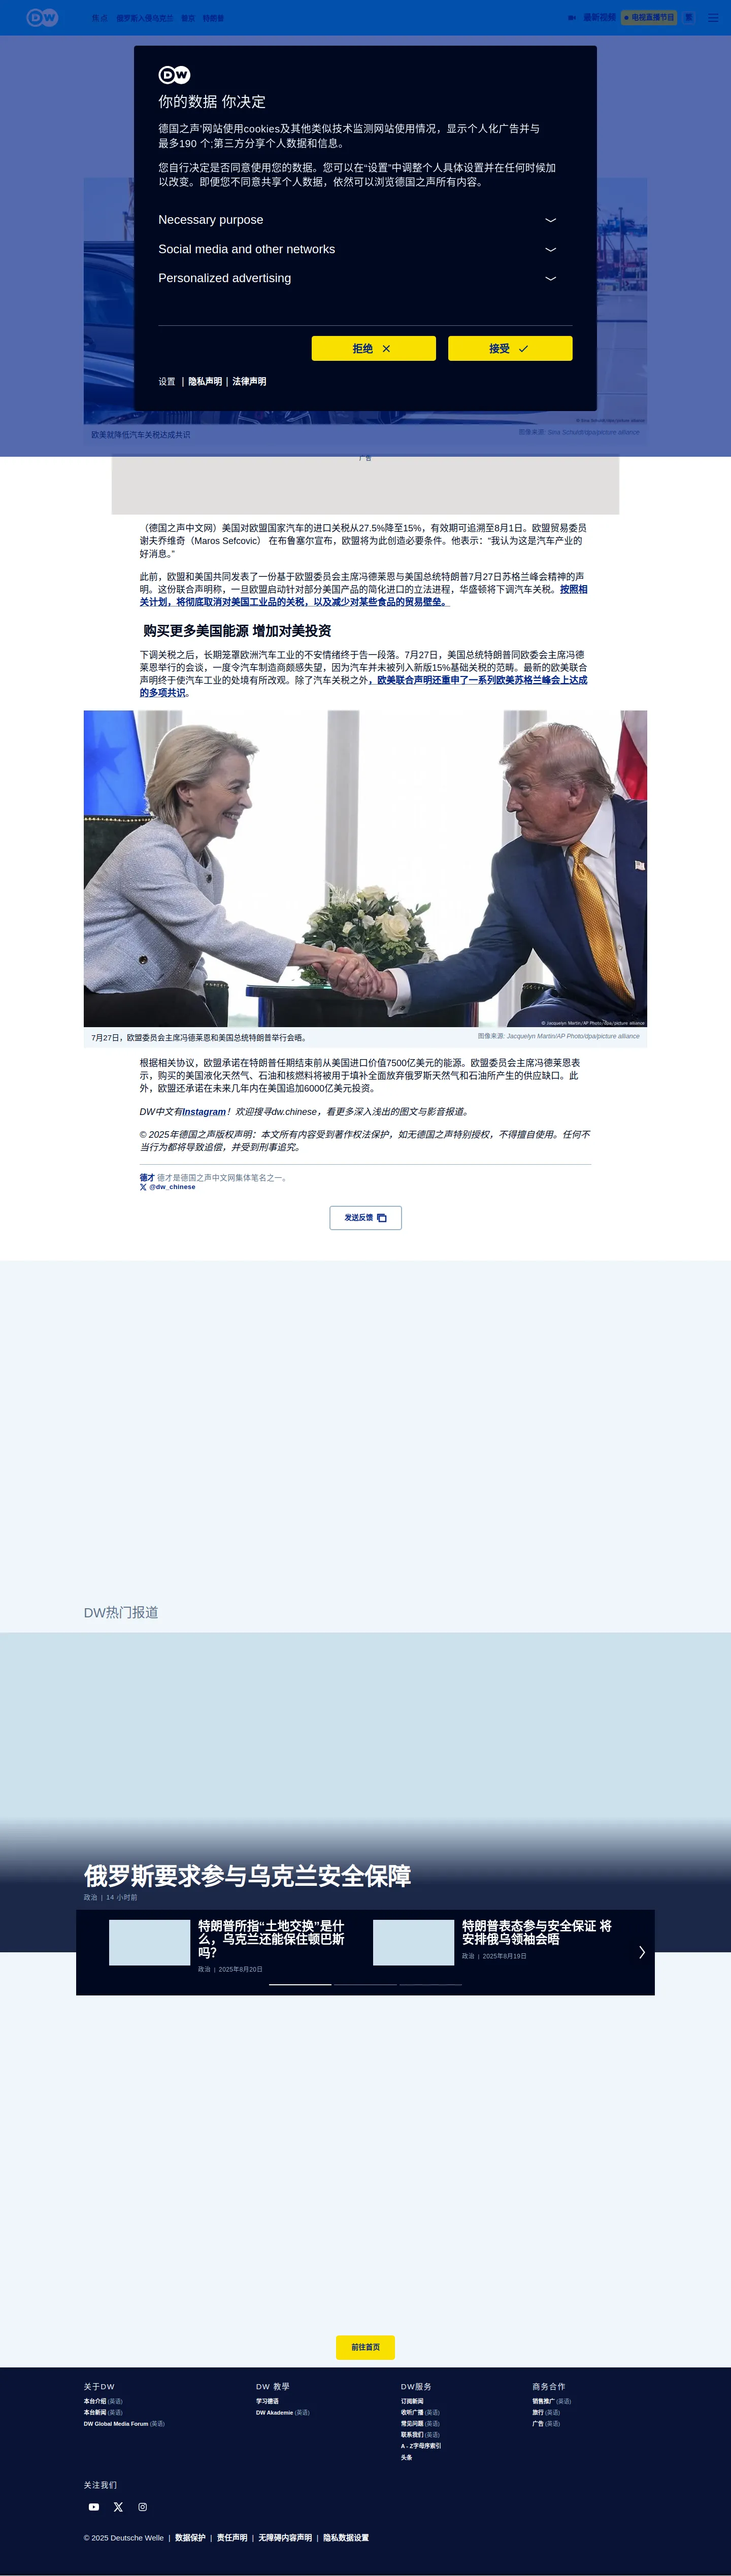 DW
焦点 俄罗斯入侵乌克兰 普京 特朗普
最新视频 电视直播节目 繁
DW
你的数据 你决定
德国之声'网站使用cookies及其他类似技术监测网站使用情况，显示个人化广告并与
最多190 个;第三方分享个人数据和信息。
您自行决定是否同意使用您的数据。您可以在“设置”中调整个人具体设置并在任何时候加
以改变。即便您不同意共享个人数据，依然可以浏览德国之声所有内容。
Necessary purpose
Social media and other networks
Personalized advertising
拒绝
接受
设置 | 隐私声明 | 法律声明
欧美就降低汽车关税达成共识
图像来源: Sina Schuldt/dpa/picture alliance
广告
（德国之声中文网）美国对欧盟国家汽车的进口关税从27.5%降至15%，有效期可追溯至8月1日。欧盟贸易委员
谢夫乔维奇（Maros Sefcovic） 在布鲁塞尔宣布，欧盟将为此创造必要条件。他表示：“我认为这是汽车产业的
好消息。”
此前，欧盟和美国共同发表了一份基于欧盟委员会主席冯德莱恩与美国总统特朗普7月27日苏格兰峰会精神的声
明。这份联合声明称，一旦欧盟启动针对部分美国产品的简化进口的立法进程，华盛顿将下调汽车关税。按照相
关计划，将彻底取消对美国工业品的关税，以及减少对某些食品的贸易壁垒。
购买更多美国能源 增加对美投资
下调关税之后，长期笼罩欧洲汽车工业的不安情绪终于告一段落。7月27日，美国总统特朗普同欧委会主席冯德
莱恩举行的会谈，一度令汽车制造商颇感失望，因为汽车并未被列入新版15%基础关税的范畴。最新的欧美联合
声明终于使汽车工业的处境有所改观。除了汽车关税之外，欧美联合声明还重申了一系列欧美苏格兰峰会上达成
的多项共识。
© Jacquelyn Martin/AP Photo/dpa/picture alliance
7月27日，欧盟委员会主席冯德莱恩和美国总统特朗普举行会晤。
图像来源: Jacquelyn Martin/AP Photo/dpa/picture alliance
根据相关协议，欧盟承诺在特朗普任期结束前从美国进口价值7500亿美元的能源。欧盟委员会主席冯德莱恩表
示，购买的美国液化天然气、石油和核燃料将被用于填补全面放弃俄罗斯天然气和石油所产生的供应缺口。此
外，欧盟还承诺在未来几年内在美国追加6000亿美元投资。
DW中文有Instagram！欢迎搜寻dw.chinese，看更多深入浅出的图文与影音报道。
© 2025年德国之声版权声明：本文所有内容受到著作权法保护，如无德国之声特别授权，不得擅自使用。任何不
当行为都将导致追偿，并受到刑事追究。
德才 德才是德国之声中文网集体笔名之一。
@dw_chinese
发送反馈
DW热门报道
俄罗斯要求参与乌克兰安全保障
政治 | 14 小时前
特朗普所指“土地交换”是什
么，乌克兰还能保住顿巴斯
吗？
政治 | 2025年8月20日
特朗普表态参与安全保证 将
安排俄乌领袖会晤
政治 | 2025年8月19日
前往首页
关于DW
本台介绍 (英语)
本台新闻 (英语)
DW Global Media Forum (英语)
DW 教學
学习德语
DW Akademie (英语)
DW服务
订阅新闻
收听广播 (英语)
常见问题 (英语)
联系我们 (英语)
A - Z字母序索引
头条
商务合作
销售推广 (英语)
旅行 (英语)
广告 (英语)
关注我们
© 2025 Deutsche Welle | 数据保护 | 责任声明 | 无障碍内容声明 | 隐私数据设置